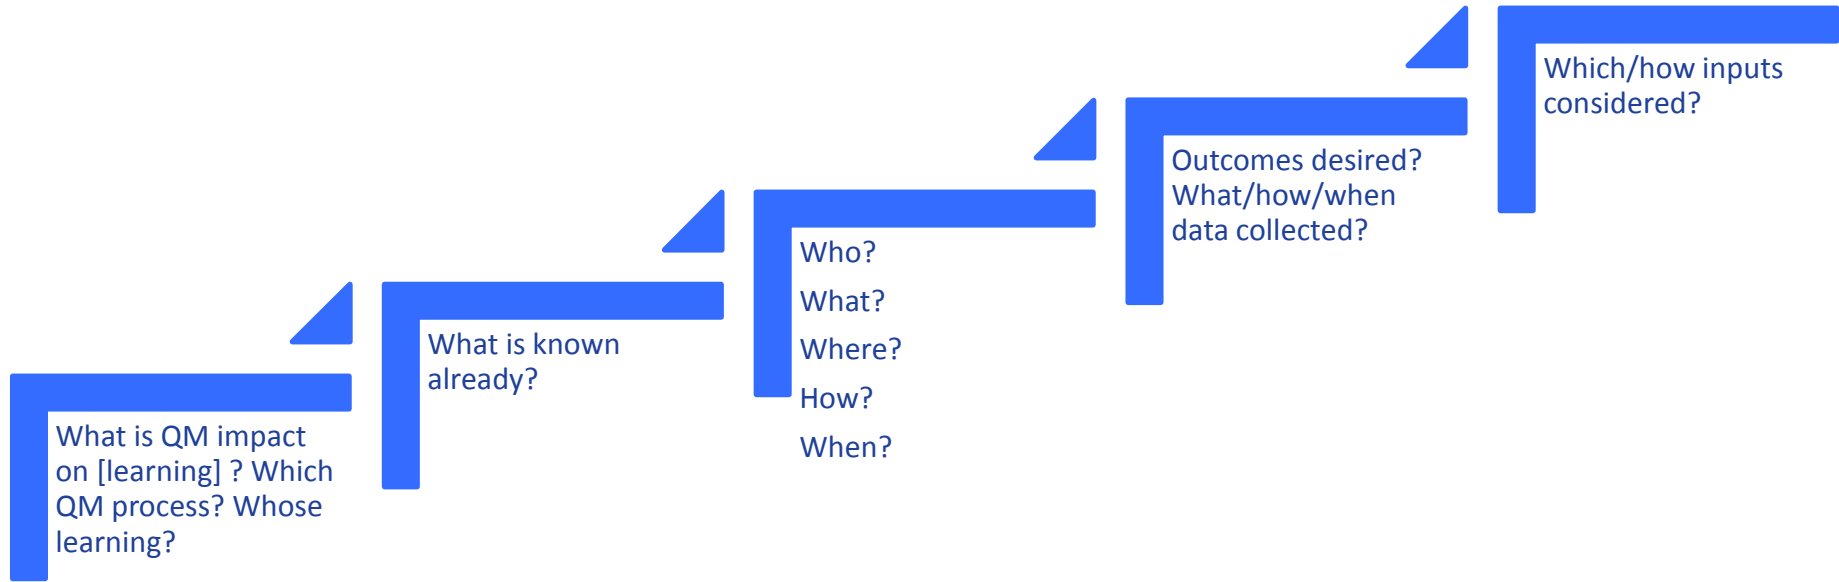 What is QM impact
on [learning] ? Which
QM process? Whose
learning?
What is known
already?
Who?
What?
Where?
How?
When?
Outcomes desired?
What/how/when
data collected?
Which/how inputs
considered?